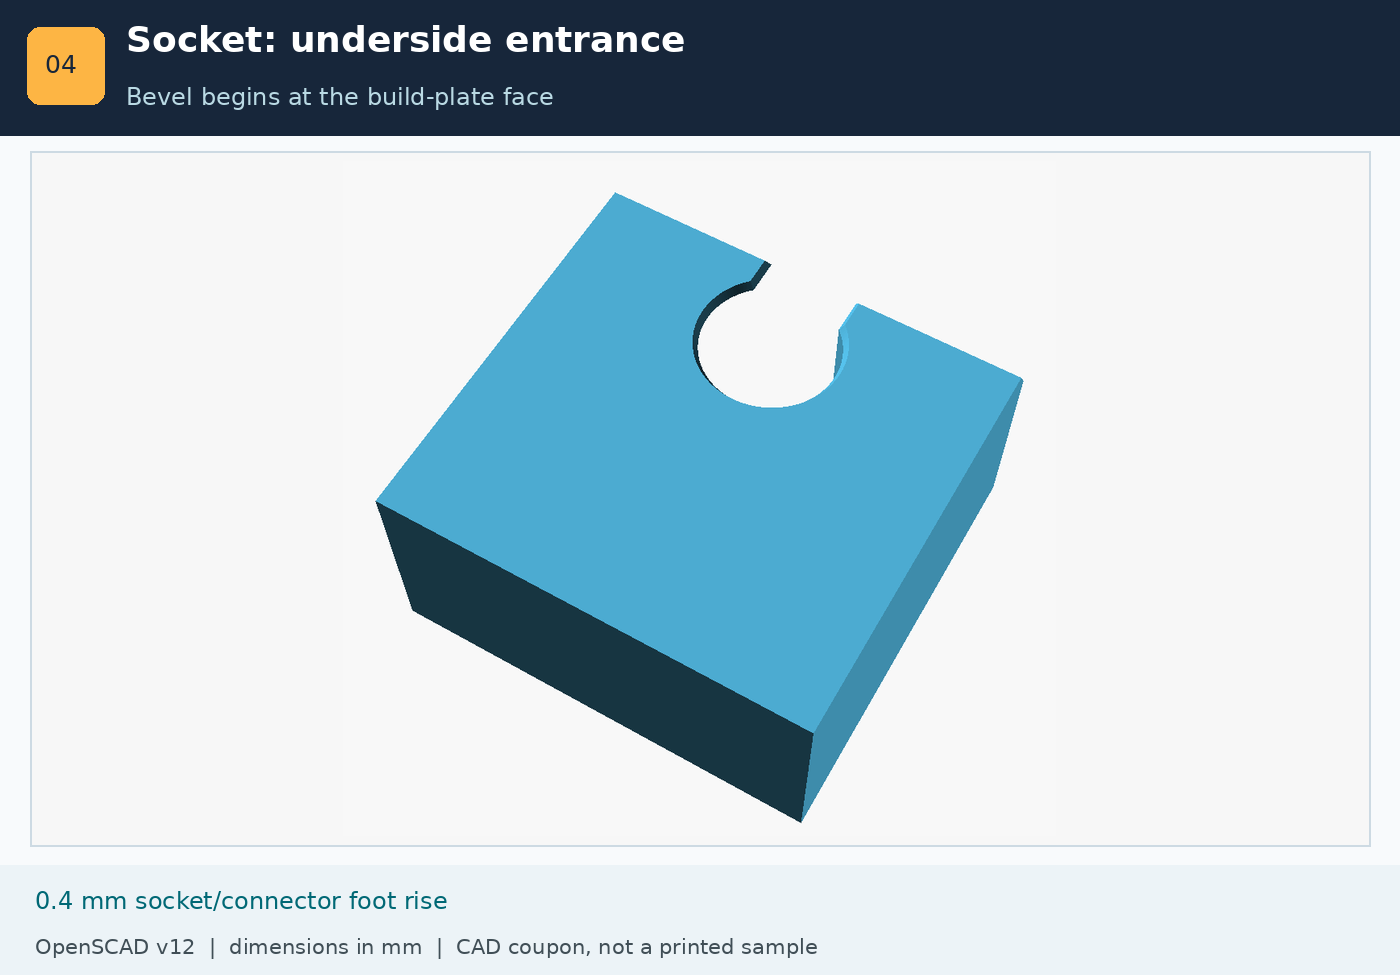 04
Socket: underside entrance
Bevel begins at the build-plate face
0.4 mm socket/connector foot rise
OpenSCAD v12 | dimensions in mm | CAD coupon, not a printed sample